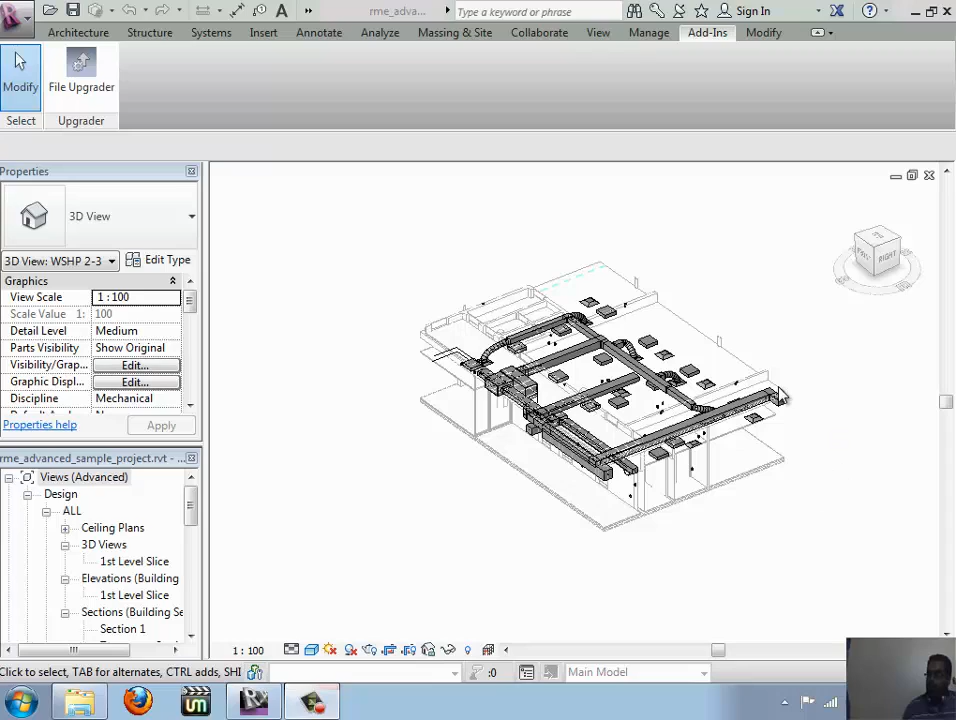 rme_adva...
Type a keyword or phrase
Sign In
Architecture
Structure
Systems
Insert
Annotate
Analyze
Massing & Site
Collaborate
View
Manage
Add-Ins
Modify
Modify
File Upgrader
Select
Upgrader
Properties
3D View
3D View: WSHP 2-3
Edit Type
Graphics
View Scale
1 : 100
Scale Value 1:
100
Detail Level
Medium
Parts Visibility
Show Original
Visibility/Grap...
Edit...
Graphic Displ...
Edit...
Discipline
Mechanical
Properties help
Apply
RIGHT
rme_advanced_sample_project.rvt - ...
Views (Advanced)
Design
ALL
Ceiling Plans
3D Views
1st Level Slice
Elevations (Building
1st Level Slice
Sections (Building Se
Section 1
1 : 100
Click to select, TAB for alternates, CTRL adds, SHI
:0
Main Model